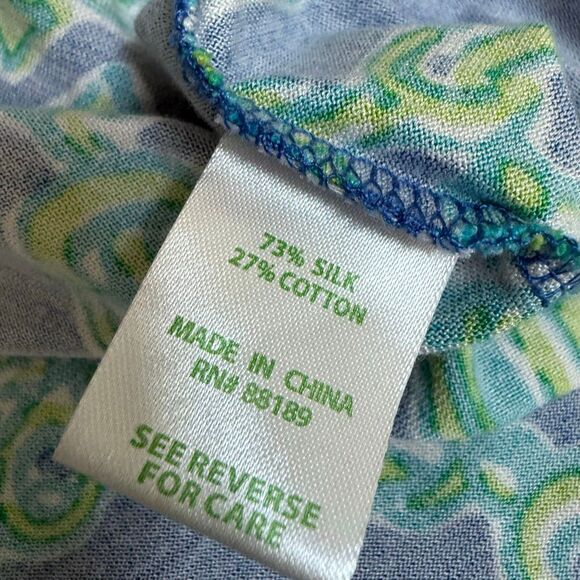 73% SILK
27% COTTON
MADE IN CHINA
RN# 88189
SEE REVERSE
FOR CARE